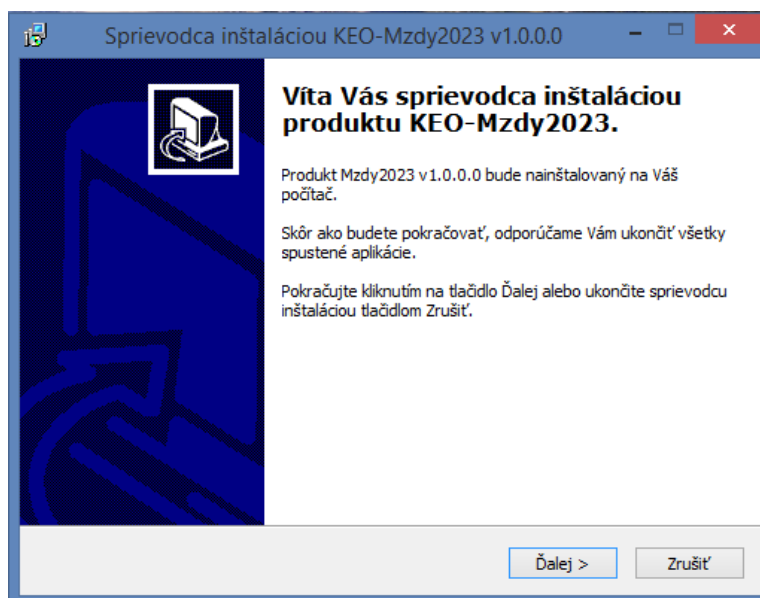 Sprievodca inštaláciou KEO-Mzdy2023 v1.0.0.0
Víta Vás sprievodca inštaláciou
produktu KEO-Mzdy2023.
Produkt Mzdy2023 v1.0.0.0 bude nainštalovaný na Váš
počítač.
Skôr ako budete pokračovať, odporúčame Vám ukončiť všetky
spustené aplikácie.
Pokračujte kliknutím na tlačidlo Ďalej alebo ukončite sprievodcu
inštaláciou tlačidlom Zrušiť.
Ďalej >
Zrušiť